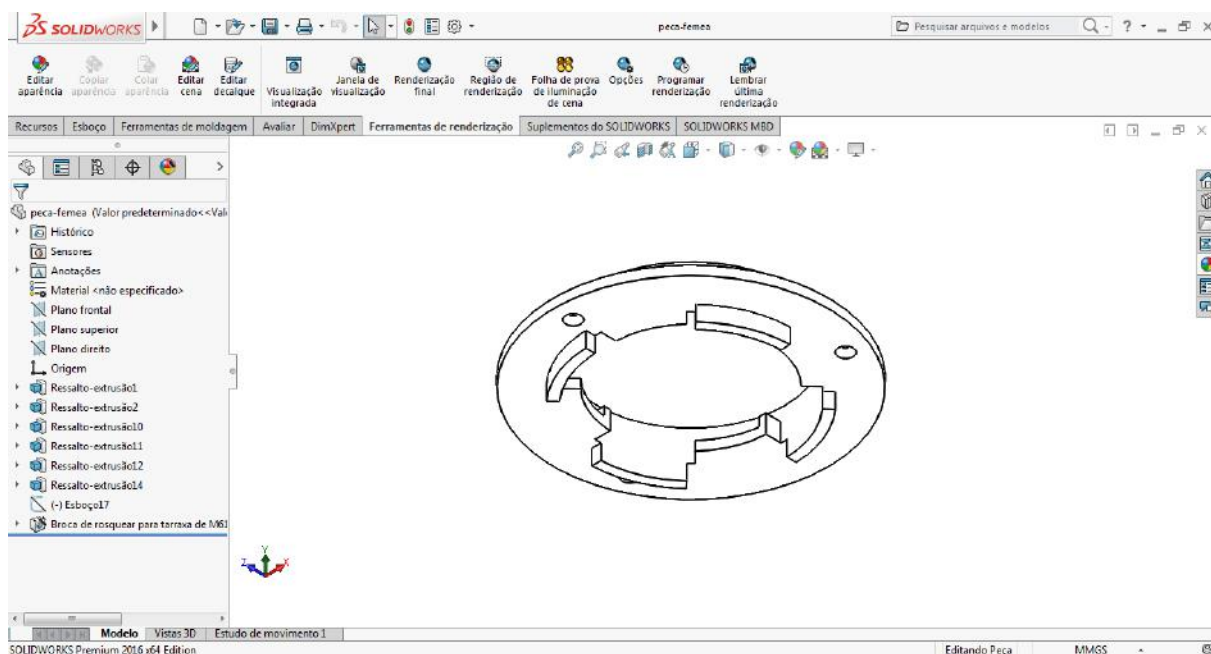 SOLIDWORKS
peca-femea
Pesquisar arquivos e modelos
Editar aparência
Copiar aparência
Colar aparência
Editar cena
Editar decalque
Visualização integrada
Janela de visualização
Renderização final
Região de renderização
Folha de prova de iluminação de cena
Opções
Programar renderização
Lembrar última renderização
Recursos
Esboço
Ferramentas de moldagem
Avaliar
DimXpert
Ferramentas de renderização
Suplementos do SOLIDWORKS
SOLIDWORKS MBD
peca-femea (Valor predeterminado<<Val
Histórico
Sensores
Anotações
Material <não especificado>
Plano frontal
Plano superior
Plano direito
Origem
Ressalto-extrusão1
Ressalto-extrusão2
Ressalto-extrusão10
Ressalto-extrusão11
Ressalto-extrusão12
Ressalto-extrusão14
(-) Esboço17
Broca de rosquear para tarraxa de M61
Y
Z
X
Modelo
Vistas 3D
Estudo de movimento 1
SOLIDWORKS Premium 2016 x64 Edition
Editando Peça
MMGS